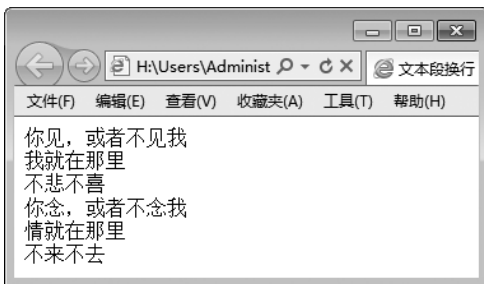 H:\Users\Administ
文本段换行
文件(F) 编辑(E) 查看(V) 收藏夹(A) 工具(T) 帮助(H)
你见，或者不见我
我就在那里
不悲不喜
你念，或者不念我
情就在那里
不来不去